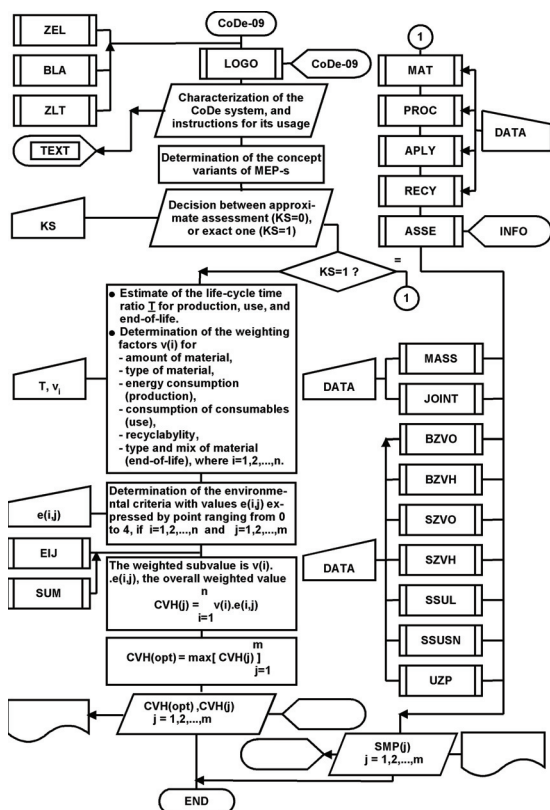 CoDe-09
ZEL
LOGO
CoDe-09
BLA
ZLT
Characterization of the
CoDe system, and
instructions for its usage
TEXT
Determination of the concept
variants of MEP-s
Decision between approxi-
mate assessment (KS=0),
or exact one (KS=1)
KS
KS=1 ?
=
1
1
MAT
PROC
DATA
APLY
RECY
ASSE
INFO
● Estimate of the life-cycle time
ratio T for production, use, and
end-of-life.
● Determination of the weighting
factors v(i) for
- amount of material,
- type of material,
- energy consumption
(production),
- consumption of consumables
(use),
- recyclabylity,
- type and mix of material
(end-of-life), where i=1,2,...,n.
T, vi
Determination of the environme-
mental criteria with values e(i,j) ex-
pressed by point ranging from 0
to 4, if i=1,2,...,n and j=1,2,...,m
e(i,j)
EIJ
SUM
The weighted subvalue is v(i).
.e(i,j), the overall weighted value
n
CVH(j) = v(i).e(i,j)
i=1
m
CVH(opt) = max[ CVH(j) ]
j=1
CVH(opt) ,CVH(j)
j = 1,2,...,m
END
MASS
DATA
JOINT
BZVO
BZVH
SZVO
DATA
SZVH
SSUL
SSUSN
UZP
SMP(j)
j = 1,2,...,m